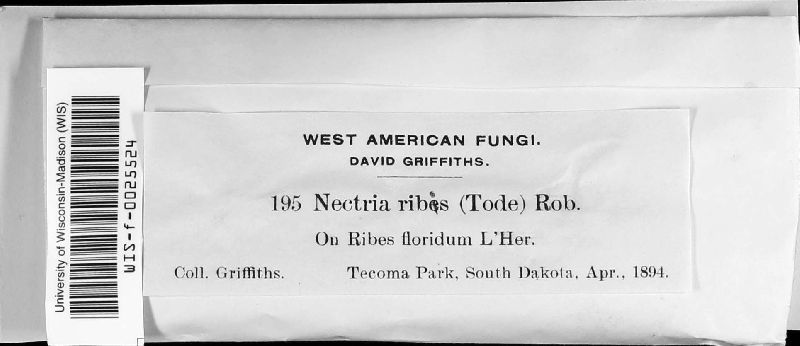 University of Wisconsin-Madison (WIS)
WIS-f-0025524
WEST AMERICAN FUNGI.
DAVID GRIFFITHS.
195 Nectria ribis (Tode) Rob.
On Ribes floridum L'Her.
Coll. Griffiths. Tecoma Park, South Dakota, Apr., 1894.